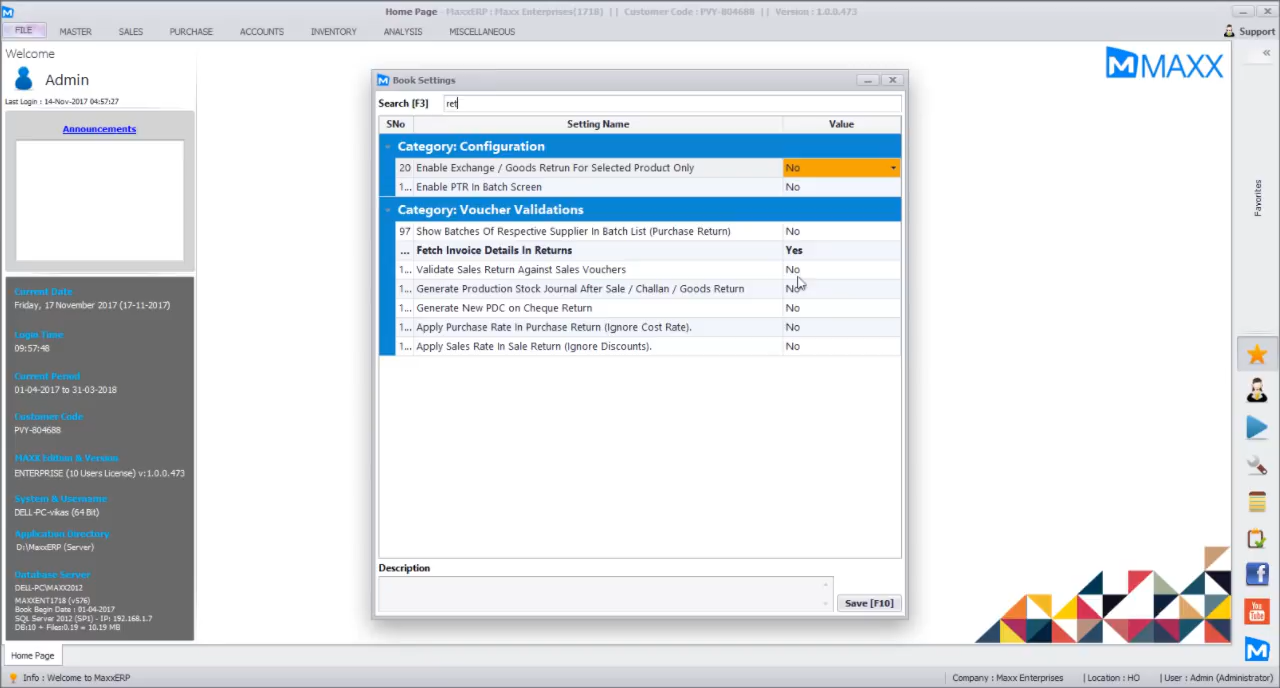 Home Page - MaxxERP : Maxx Enterprises(1718) || Customer Code : PVY-804688 || Version : 1.0.0.473
FILE MASTER SALES PURCHASE ACCOUNTS INVENTORY ANALYSIS MISCELLANEOUS Support
Welcome
Admin
Last Login : 14-Nov-2017 04:57:27
Announcements
Current Date
Friday, 17 November 2017 (17-11-2017)
Login Time
09:57:48
Current Period
01-04-2017 to 31-03-2018
Customer Code
PVY-804688
MAXX Edition & Version
ENTERPRISE (10 Users License) v:1.0.0.473
System & Username
DELL-PC-vikas (64 Bit)
Application Directory
D:\MaxxERP (Server)
Database Server
DELL-PC\MAXX2012
MAXXENT1718 (v576)
Book Begin Date : 01-04-2017
SQL Server 2012 (SP1) - IP: 192.168.1.7
DB:10 + Files:0.19 = 10.19 MB
Book Settings
Search [F3] ret
SNo Setting Name Value
Category: Configuration
20 Enable Exchange / Goods Retrun For Selected Product Only No
1... Enable PTR In Batch Screen No
Category: Voucher Validations
97 Show Batches Of Respective Supplier In Batch List (Purchase Return) No
... Fetch Invoice Details In Returns Yes
1... Validate Sales Return Against Sales Vouchers No
1... Generate Production Stock Journal After Sale / Challan / Goods Return No
1... Generate New PDC on Cheque Return No
1... Apply Purchase Rate In Purchase Return (Ignore Cost Rate). No
1... Apply Sales Rate In Sale Return (Ignore Discounts). No
Description
Save [F10]
MAXX
Favorites
You
Tube
Home Page
Info : Welcome to MaxxERP Company : Maxx Enterprises | Location : HO | User : Admin (Administrator)